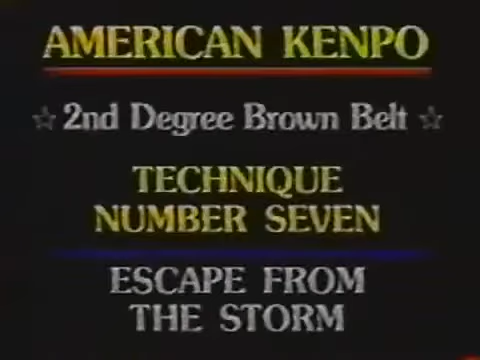 AMERICAN KENPO
☆ 2nd Degree Brown Belt ☆
TECHNIQUE
NUMBER SEVEN
ESCAPE FROM
THE STORM